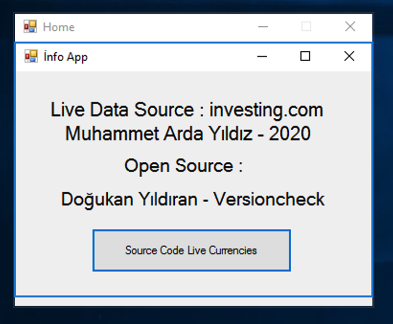 Home
İnfo App
Live Data Source : investing.com
Muhammet Arda Yıldız - 2020
Open Source :
Doğukan Yıldıran - Versioncheck
Source Code Live Currencies